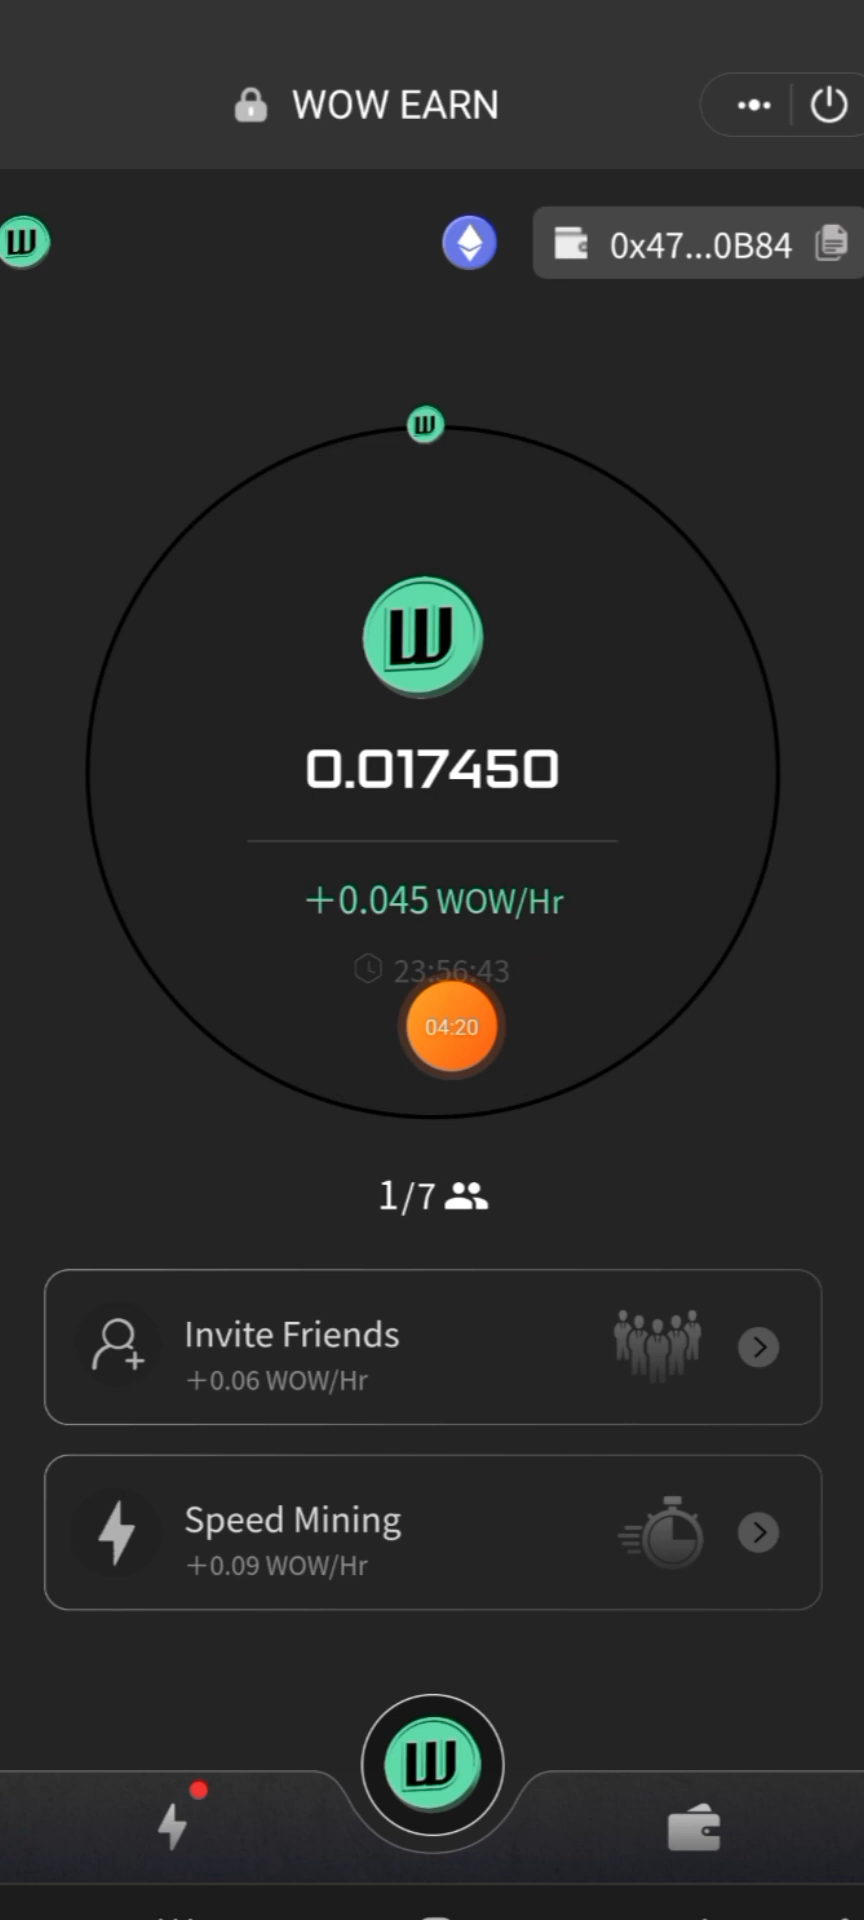 WOW EARN
W
0x47...0B84
W
W
0.017450
+0.045 WOW/Hr
23:56:43
04:20
1/7
Invite Friends
+0.06 WOW/Hr
Speed Mining
+0.09 WOW/Hr
W